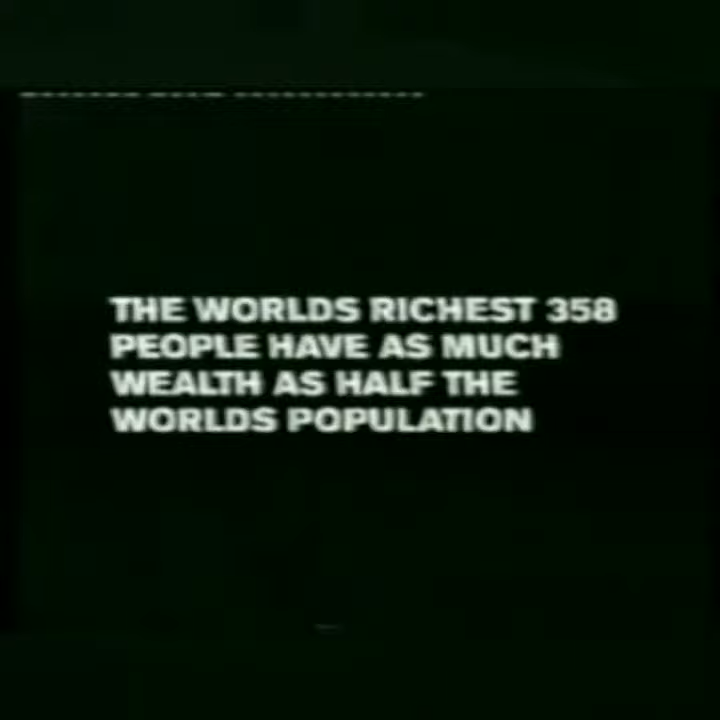 THE WORLDS RICHEST 358
PEOPLE HAVE AS MUCH
WEALTH AS HALF THE
WORLDS POPULATION